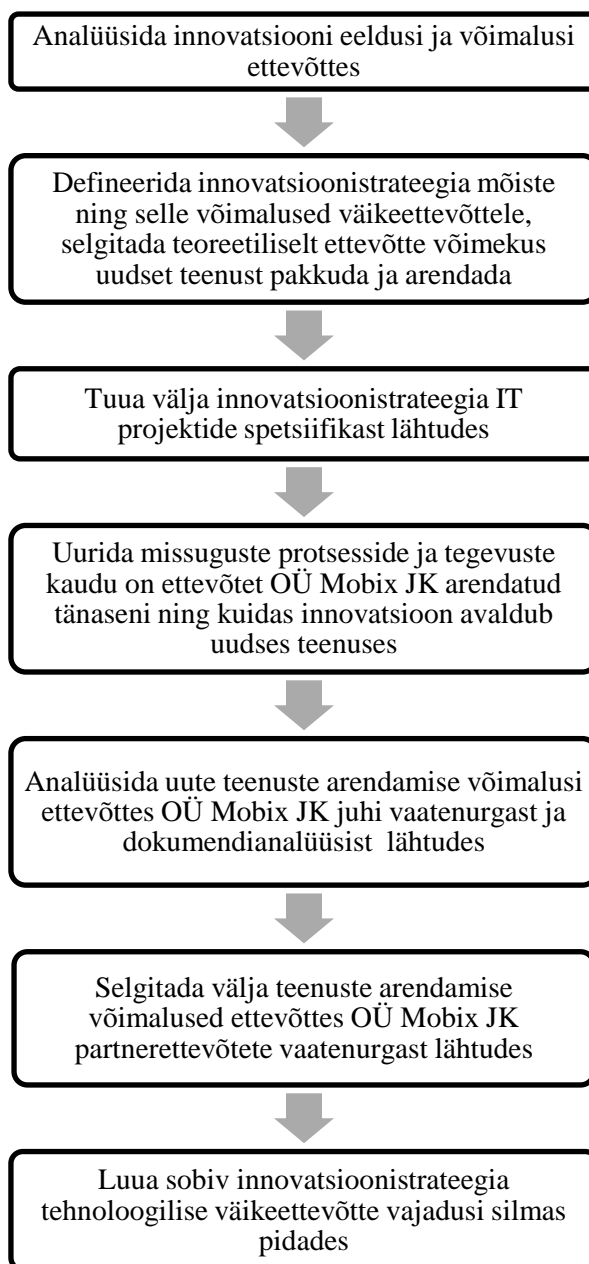 Analüüsida innovatsiooni eeldusi ja võimalusi
ettevõttes
Defineerida innovatsioonistrateegia mõiste
ning selle võimalused väikeettevõttele,
selgitada teoreetiliselt ettevõtte võimekus
uudset teenust pakkuda ja arendada
Tuua välja innovatsioonistrateegia IT
projektide spetsiifikast lähtudes
Uurida missuguste protsesside ja tegevuste
kaudu on ettevõtet OÜ Mobix JK arendatud
tänaseni ning kuidas innovatsioon avaldub
uudses teenuses
Analüüsida uute teenuste arendamise võimalusi
ettevõttes OÜ Mobix JK juhi vaatenurgast ja
dokumendianalüüsist lähtudes
Selgitada välja teenuste arendamise
võimalused ettevõttes OÜ Mobix JK
partnerettevõtete vaatenurgast lähtudes
Luua sobiv innovatsioonistrateegia
tehnoloogilise väikeettevõtte vajadusi silmas
pidades